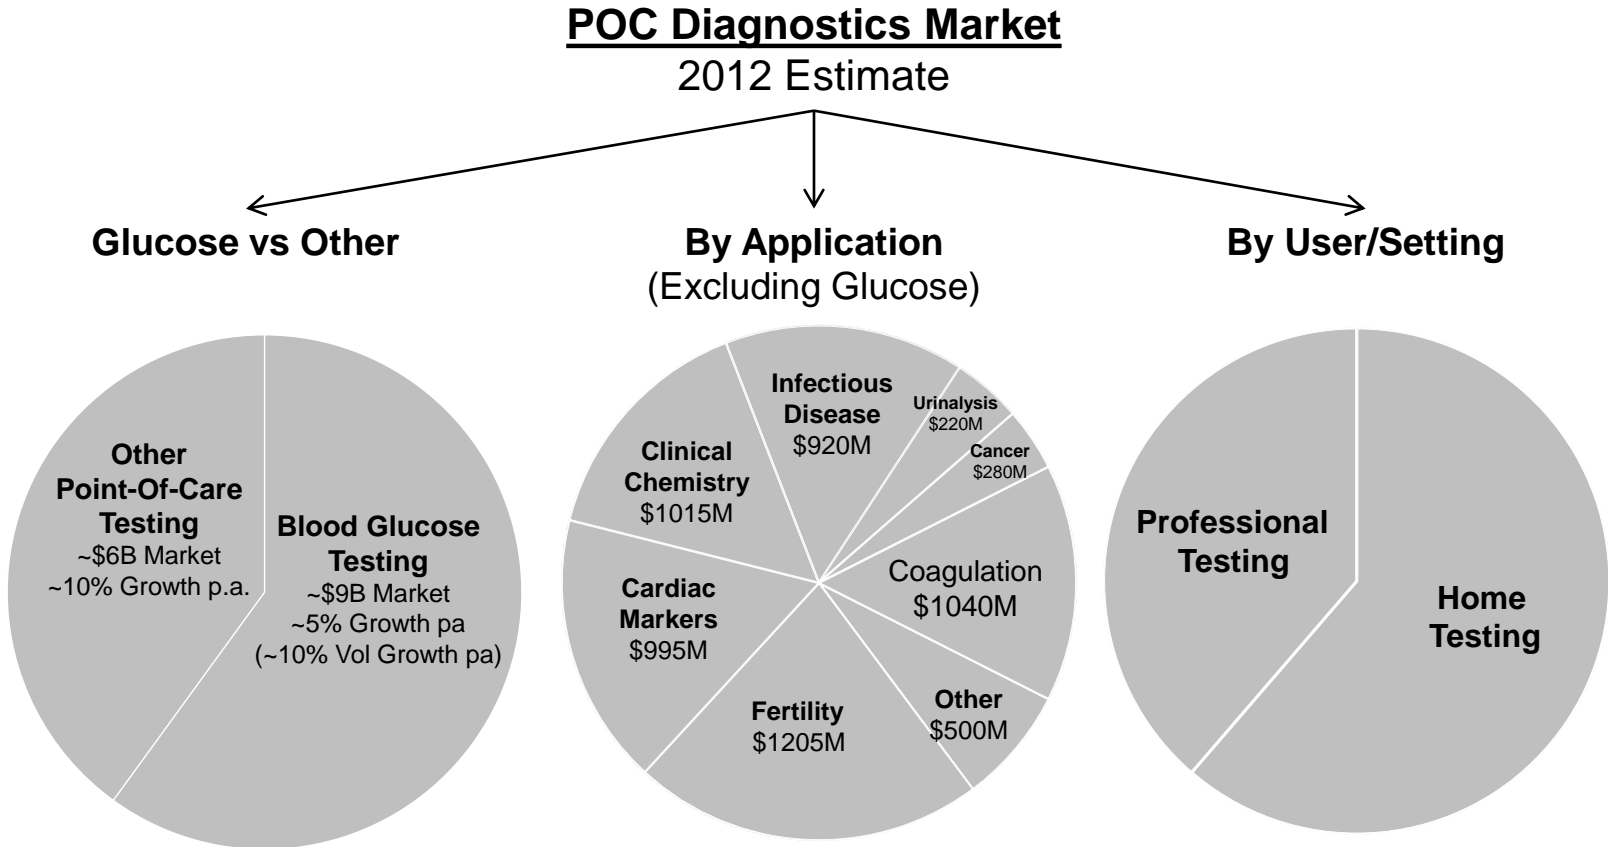 POC Diagnostics Market
2012 Estimate
Glucose vs Other
By Application
(Excluding Glucose)
By User/Setting
Other
Point-Of-Care
Testing
~$6B Market
~10% Growth p.a.
Blood Glucose
Testing
~$9B Market
~5% Growth pa
(~10% Vol Growth pa)
Infectious
Disease
$920M
Urinalysis
$220M
Cancer
$280M
Clinical
Chemistry
$1015M
Coagulation
$1040M
Cardiac
Markers
$995M
Other
$500M
Fertility
$1205M
Professional
Testing
Home
Testing